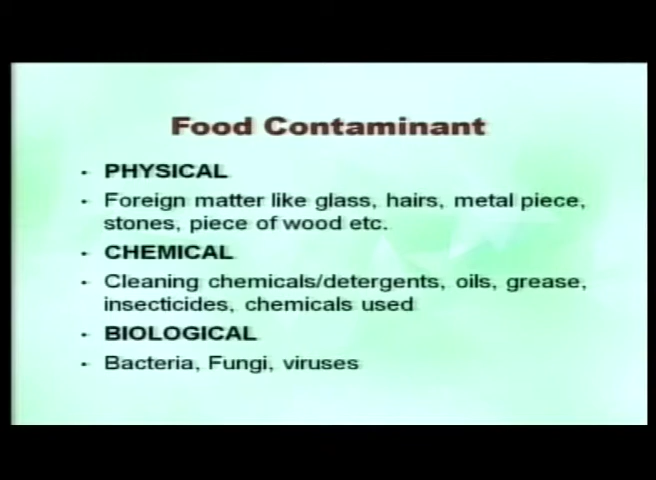 Food Contaminant
• PHYSICAL
• Foreign matter like glass, hairs, metal piece,
stones, piece of wood etc.
• CHEMICAL
• Cleaning chemicals/detergents, oils, grease,
insecticides, chemicals used
• BIOLOGICAL
• Bacteria, Fungi, viruses